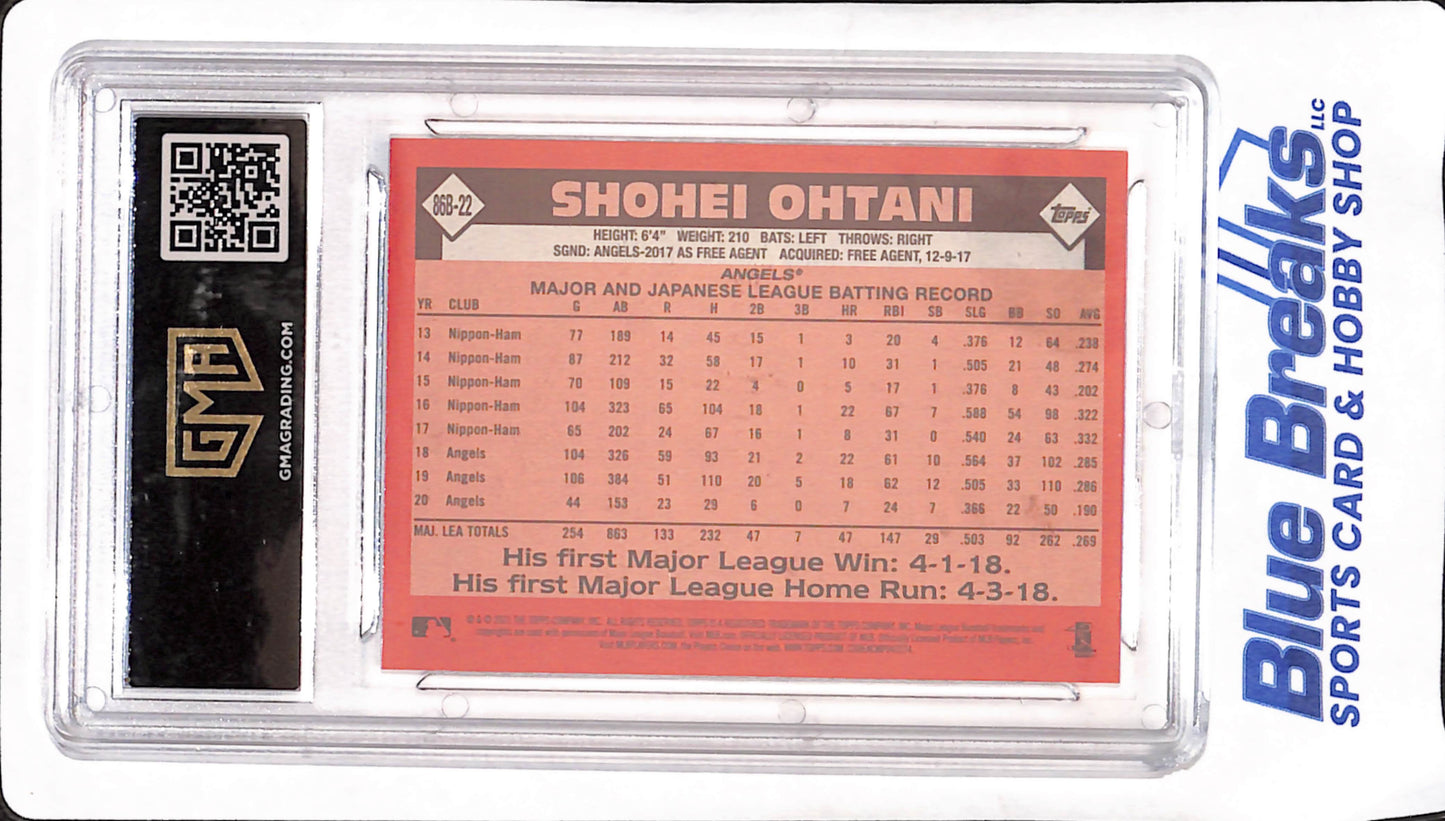 86B-22
SHOHEI OHTANI
topps
HEIGHT: 6'4" WEIGHT: 210 BATS: LEFT THROWS: RIGHT
SGND: ANGELS-2017 AS FREE AGENT ACQUIRED: FREE AGENT, 12-9-17
ANGELS®
MAJOR AND JAPANESE LEAGUE BATTING RECORD
YR CLUB G AB R H 2B 3B HR RBI SB SLG BB SO AVG
13 Nippon-Ham 77 189 14 45 15 1 3 20 4 .376 12 64 .238
14 Nippon-Ham 87 212 32 58 17 1 10 31 1 .505 21 48 .274
15 Nippon-Ham 70 109 15 22 4 0 5 17 1 .376 8 43 .202
16 Nippon-Ham 104 323 65 104 18 1 22 67 7 .588 54 98 .322
17 Nippon-Ham 65 202 24 67 16 1 8 31 0 .540 24 63 .332
18 Angels 104 326 59 93 21 2 22 61 10 .564 37 102 .285
19 Angels 106 384 51 110 20 5 18 62 12 .505 33 110 .286
20 Angels 44 153 23 29 6 0 7 24 7 .366 22 50 .190
MAJ. LEA TOTALS 254 863 133 232 47 7 47 147 29 .503 92 262 .269
His first Major League Win: 4-1-18.
His first Major League Home Run: 4-3-18.
GMA
GMAGRADING.COM
Blue Breaks LLC
SPORTS CARD & HOBBY SHOP